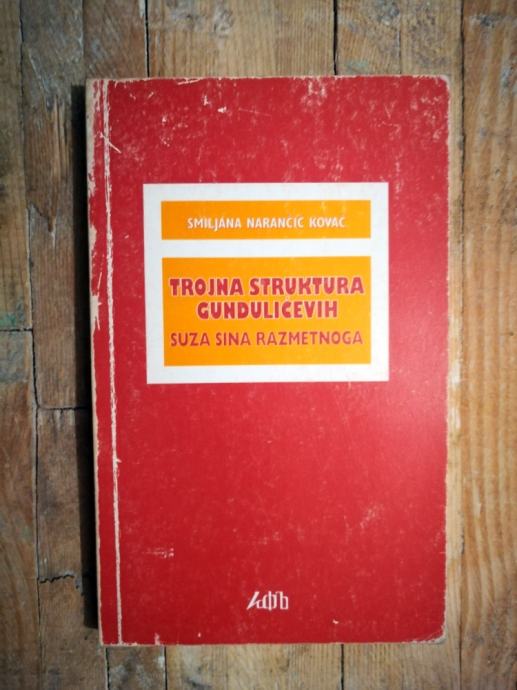 SMILJANA NARANČIĆ KOVAČ
TROJNA STRUKTURA
GUNDULIĆEVIH
SUZA SINA RAZMETNOGA